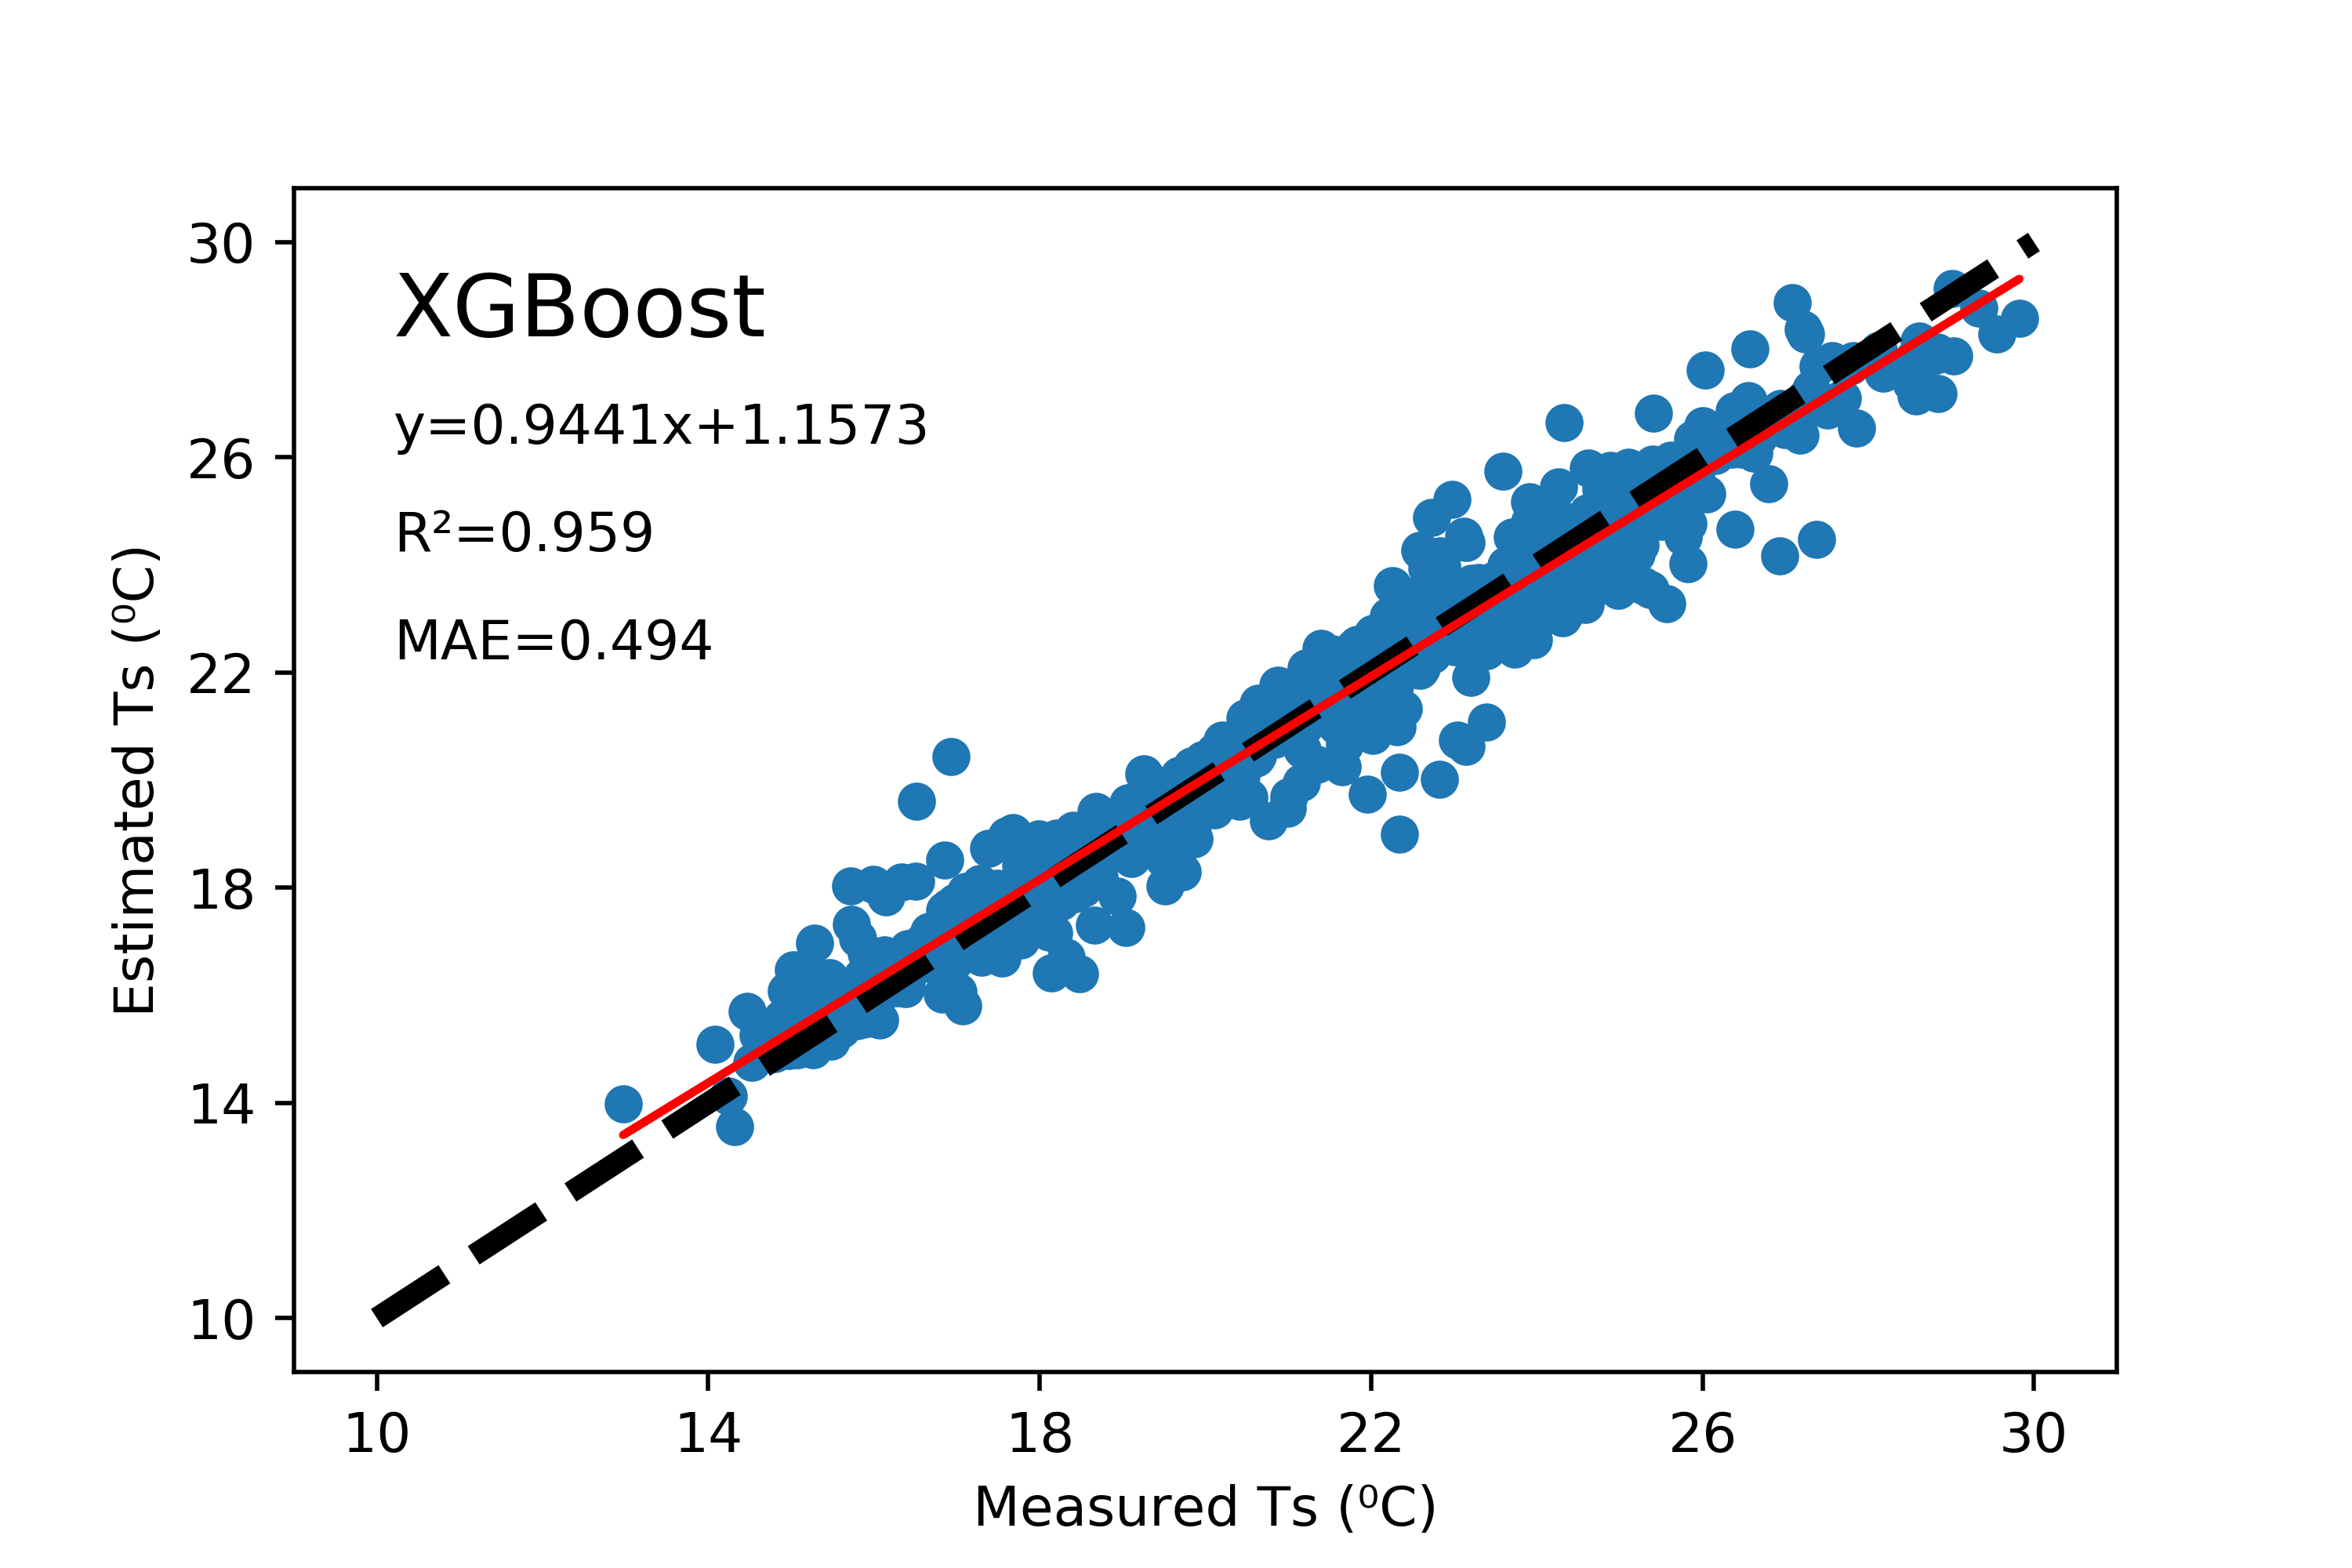 XGBoost
y=0.9441x+1.1573
R²=0.959
MAE=0.494
Estimated Ts (⁰C)
30
26
22
18
14
10
10 14 18 22 26 30
Measured Ts (⁰C)